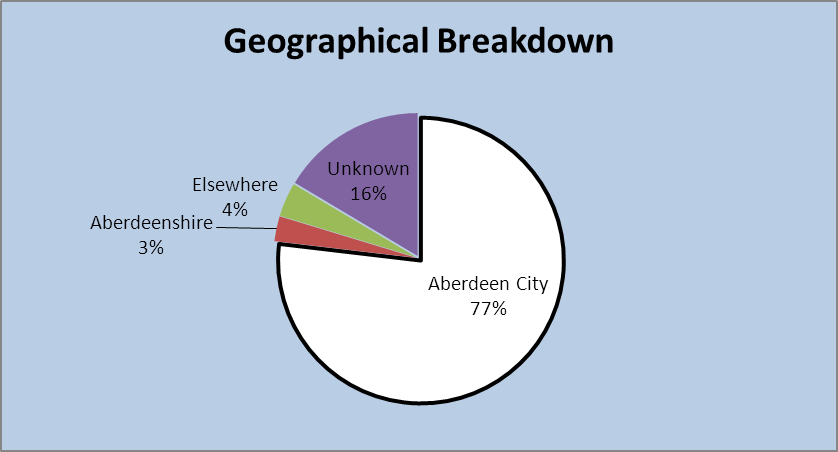 Geographical Breakdown
Unknown
16%
Elsewhere
4%
Aberdeenshire
3%
Aberdeen City
77%